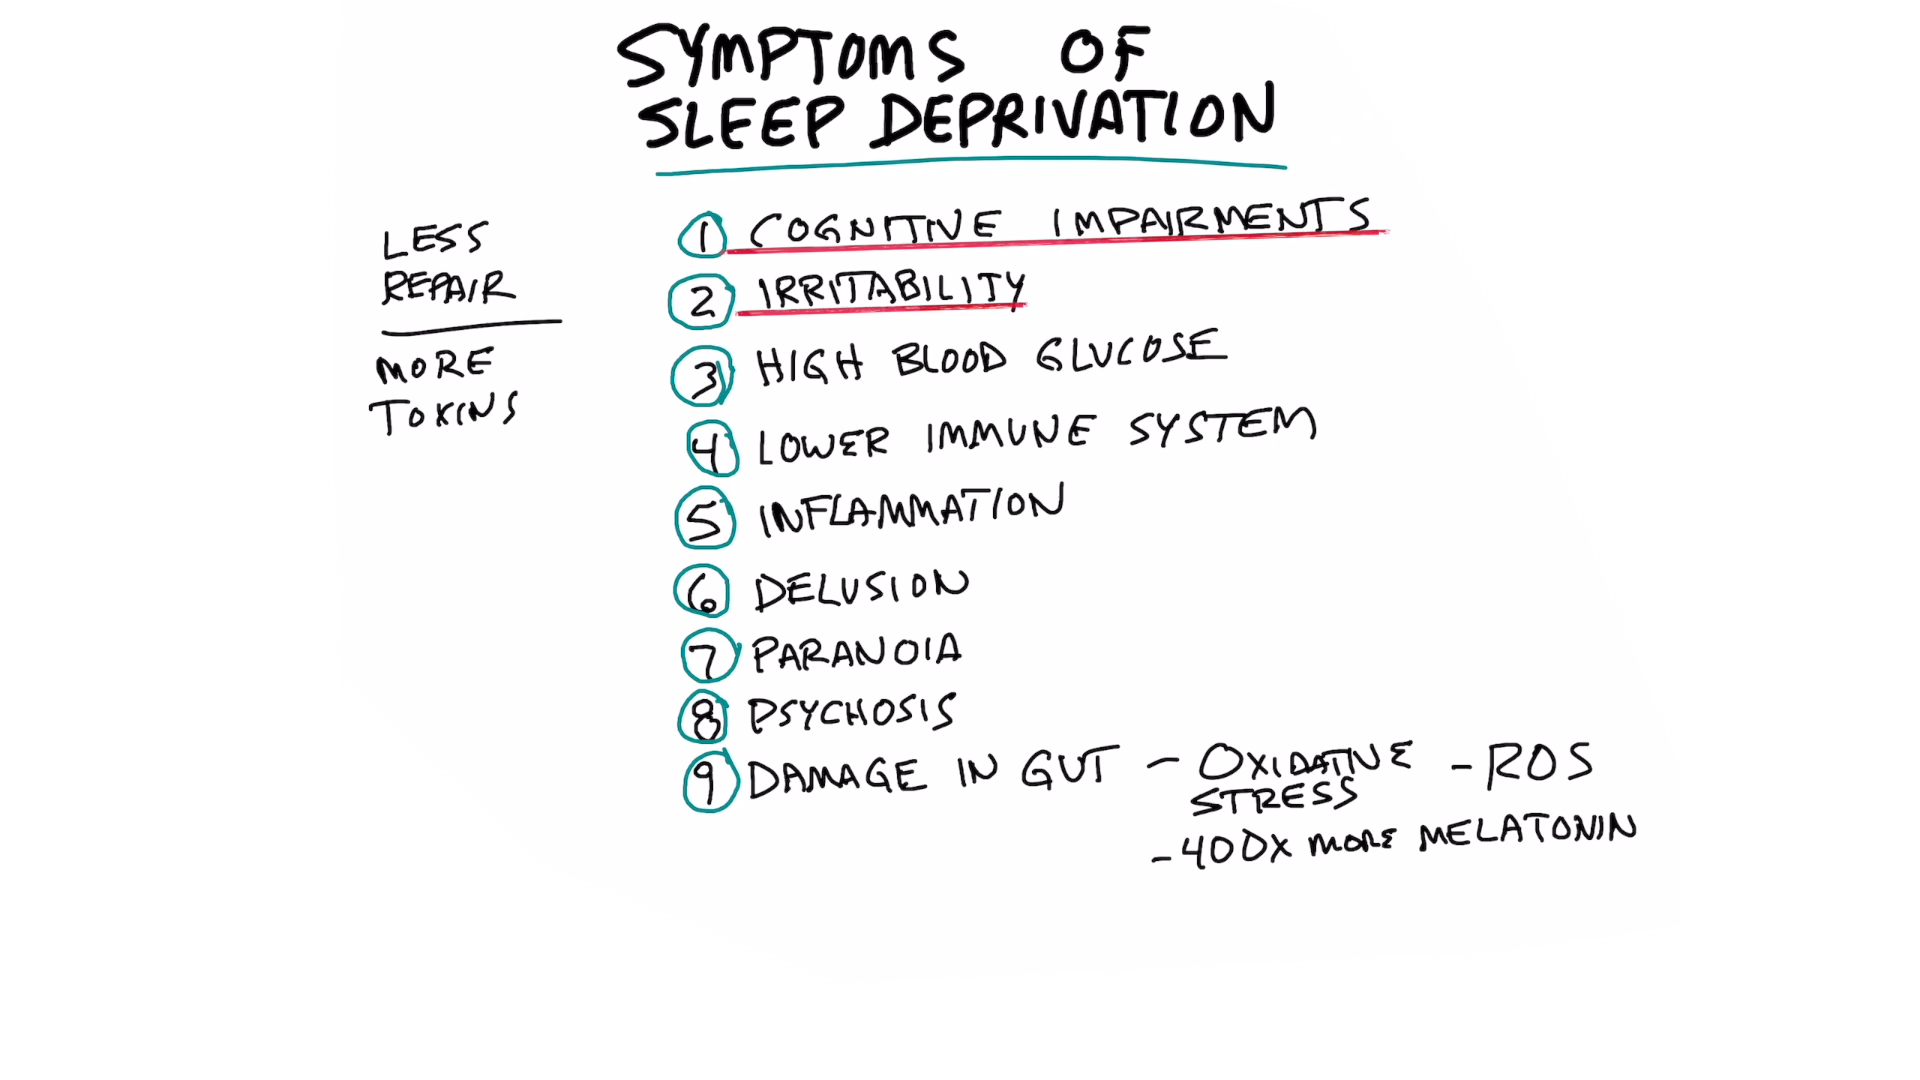 SYMPTOMS OF
SLEEP DEPRIVATION
LESS
REPAIR
MORE
TOXINS
1 COGNITIVE IMPAIRMENTS
2 IRRITABILITY
3 HIGH BLOOD GLUCOSE
4 LOWER IMMUNE SYSTEM
5 INFLAMMATION
6 DELUSION
7 PARANOIA
8 PSYCHOSIS
9 DAMAGE IN GUT - OXIDATIVE - ROS
STRESS
- 400X MORE MELATONIN